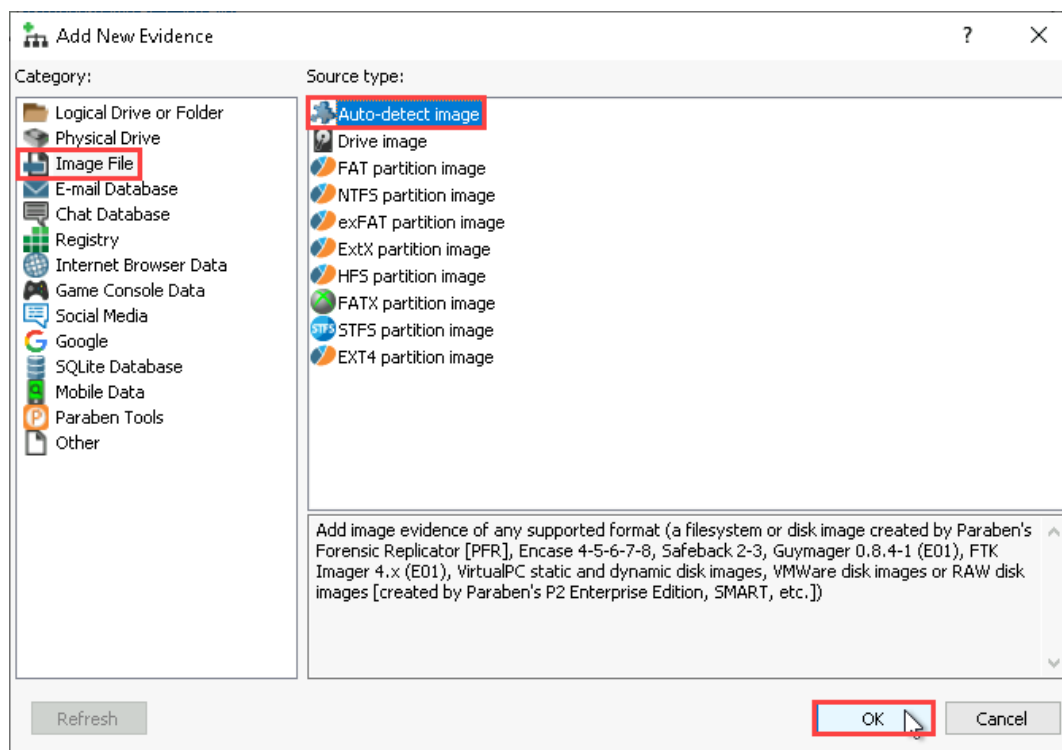 Add New Evidence
?
Category:
Source type:
Logical Drive or Folder
Physical Drive
Image File
E-mail Database
Chat Database
Registry
Internet Browser Data
Game Console Data
Social Media
Google
SQLite Database
Mobile Data
Paraben Tools
Other
Auto-detect image
Drive image
FAT partition image
NTFS partition image
exFAT partition image
ExtX partition image
HFS partition image
FATX partition image
STFS STFS partition image
EXT4 partition image
Add image evidence of any supported format (a filesystem or disk image created by Paraben's
Forensic Replicator [PFR], Encase 4-5-6-7-8, Safeback 2-3, Guymager 0.8.4-1 (E01), FTK
Imager 4.x (E01), VirtualPC static and dynamic disk images, VMWare disk images or RAW disk
images [created by Paraben's P2 Enterprise Edition, SMART, etc.])
Refresh
OK
Cancel